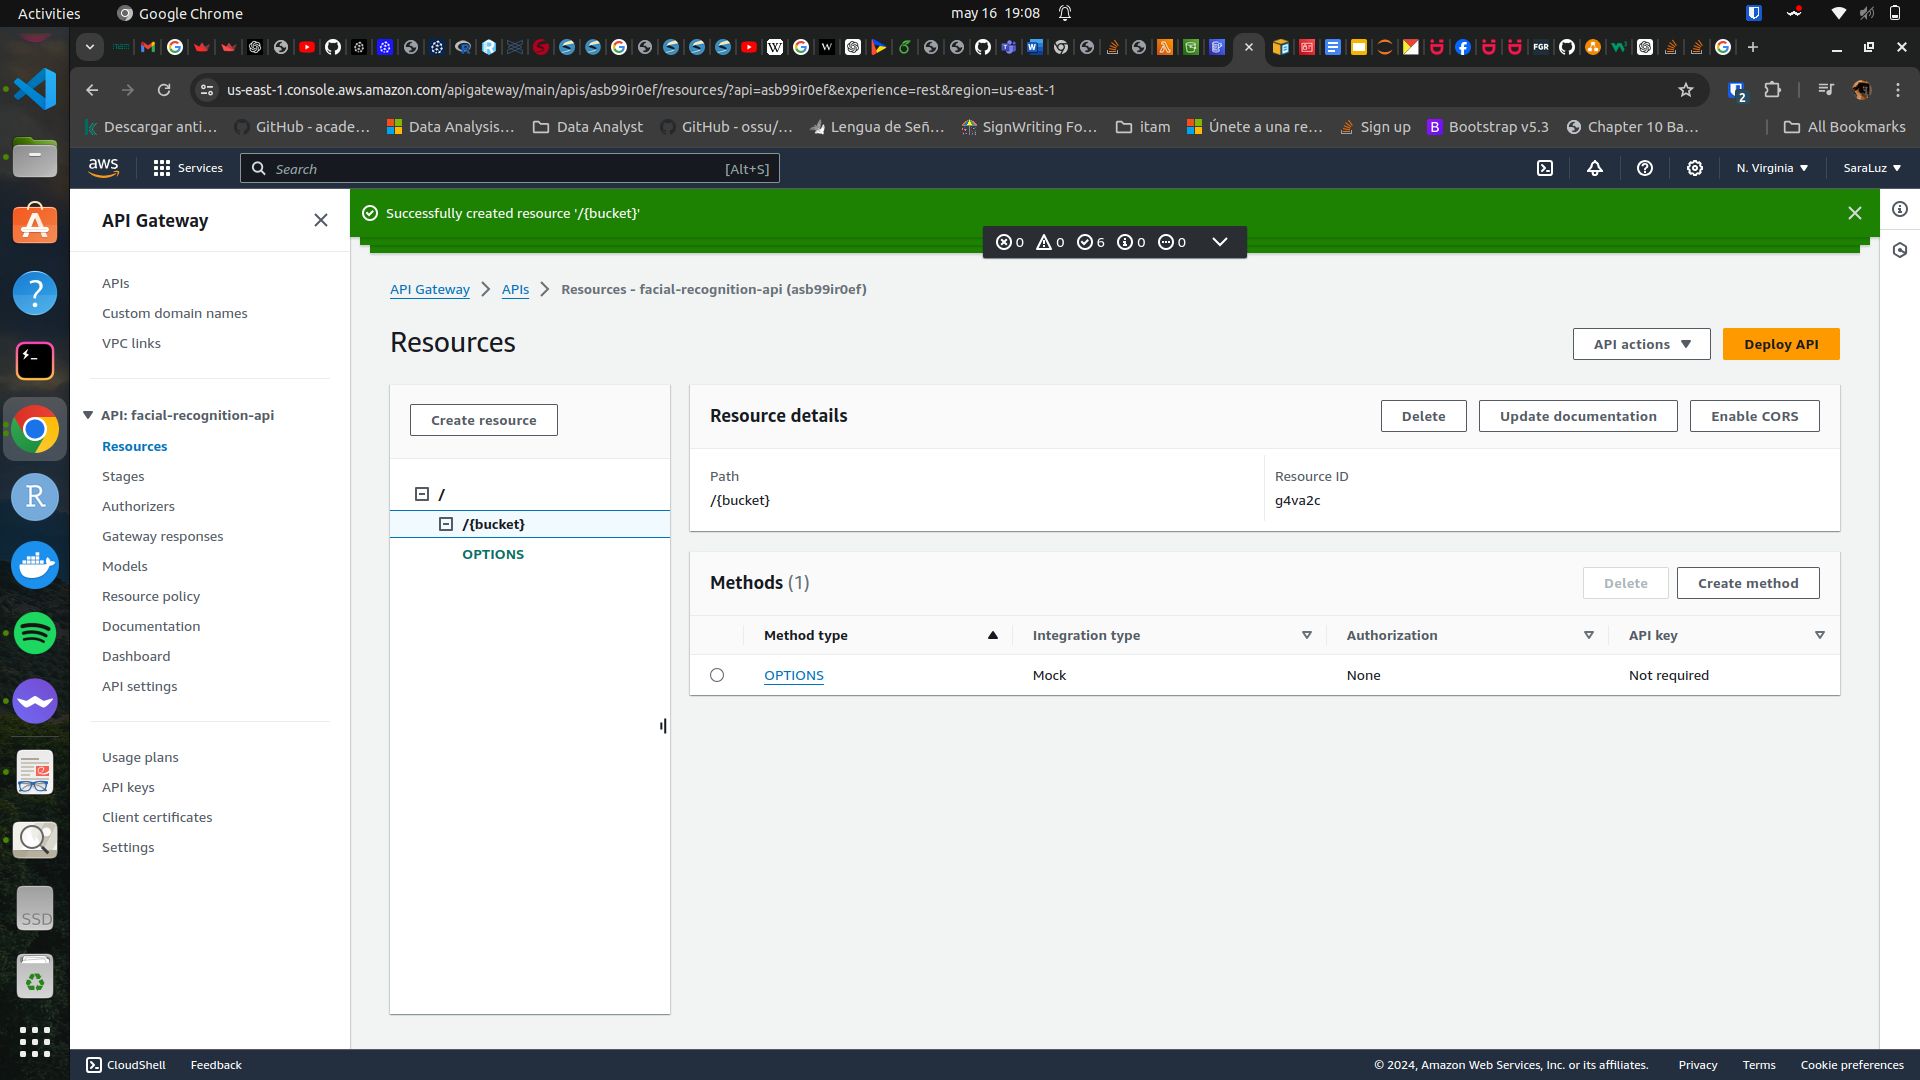 Activities
Google Chrome
may 16 19:08
us-east-1.console.aws.amazon.com/apigateway/main/apis/asb99ir0ef/resources/?api=asb99ir0ef&experience=rest&region=us-east-1
2
Descargar anti...
GitHub - acade...
Data Analysis...
Data Analyst
GitHub - ossu/...
Lengua de Señ...
SignWriting Fo...
itam
Únete a una re...
Sign up
Bootstrap v5.3
Chapter 10 Ba...
All Bookmarks
aws
Services
Search
[Alt+S]
N. Virginia
SaraLuz
API Gateway
Successfully created resource '/{bucket}'
0 0 6 0 0
APIs
Custom domain names
VPC links
API: facial-recognition-api
Resources
Stages
Authorizers
Gateway responses
Models
Resource policy
Documentation
Dashboard
API settings
Usage plans
API keys
Client certificates
Settings
API Gateway
APIs
Resources - facial-recognition-api (asb99ir0ef)
Resources
API actions
Deploy API
Create resource
/
/{bucket}
OPTIONS
Resource details
Delete
Update documentation
Enable CORS
Path
/{bucket}
Resource ID
g4va2c
Methods (1)
Delete
Create method
Method type
Integration type
Authorization
API key
OPTIONS
Mock
None
Not required
SSD
CloudShell
Feedback
© 2024, Amazon Web Services, Inc. or its affiliates.
Privacy
Terms
Cookie preferences